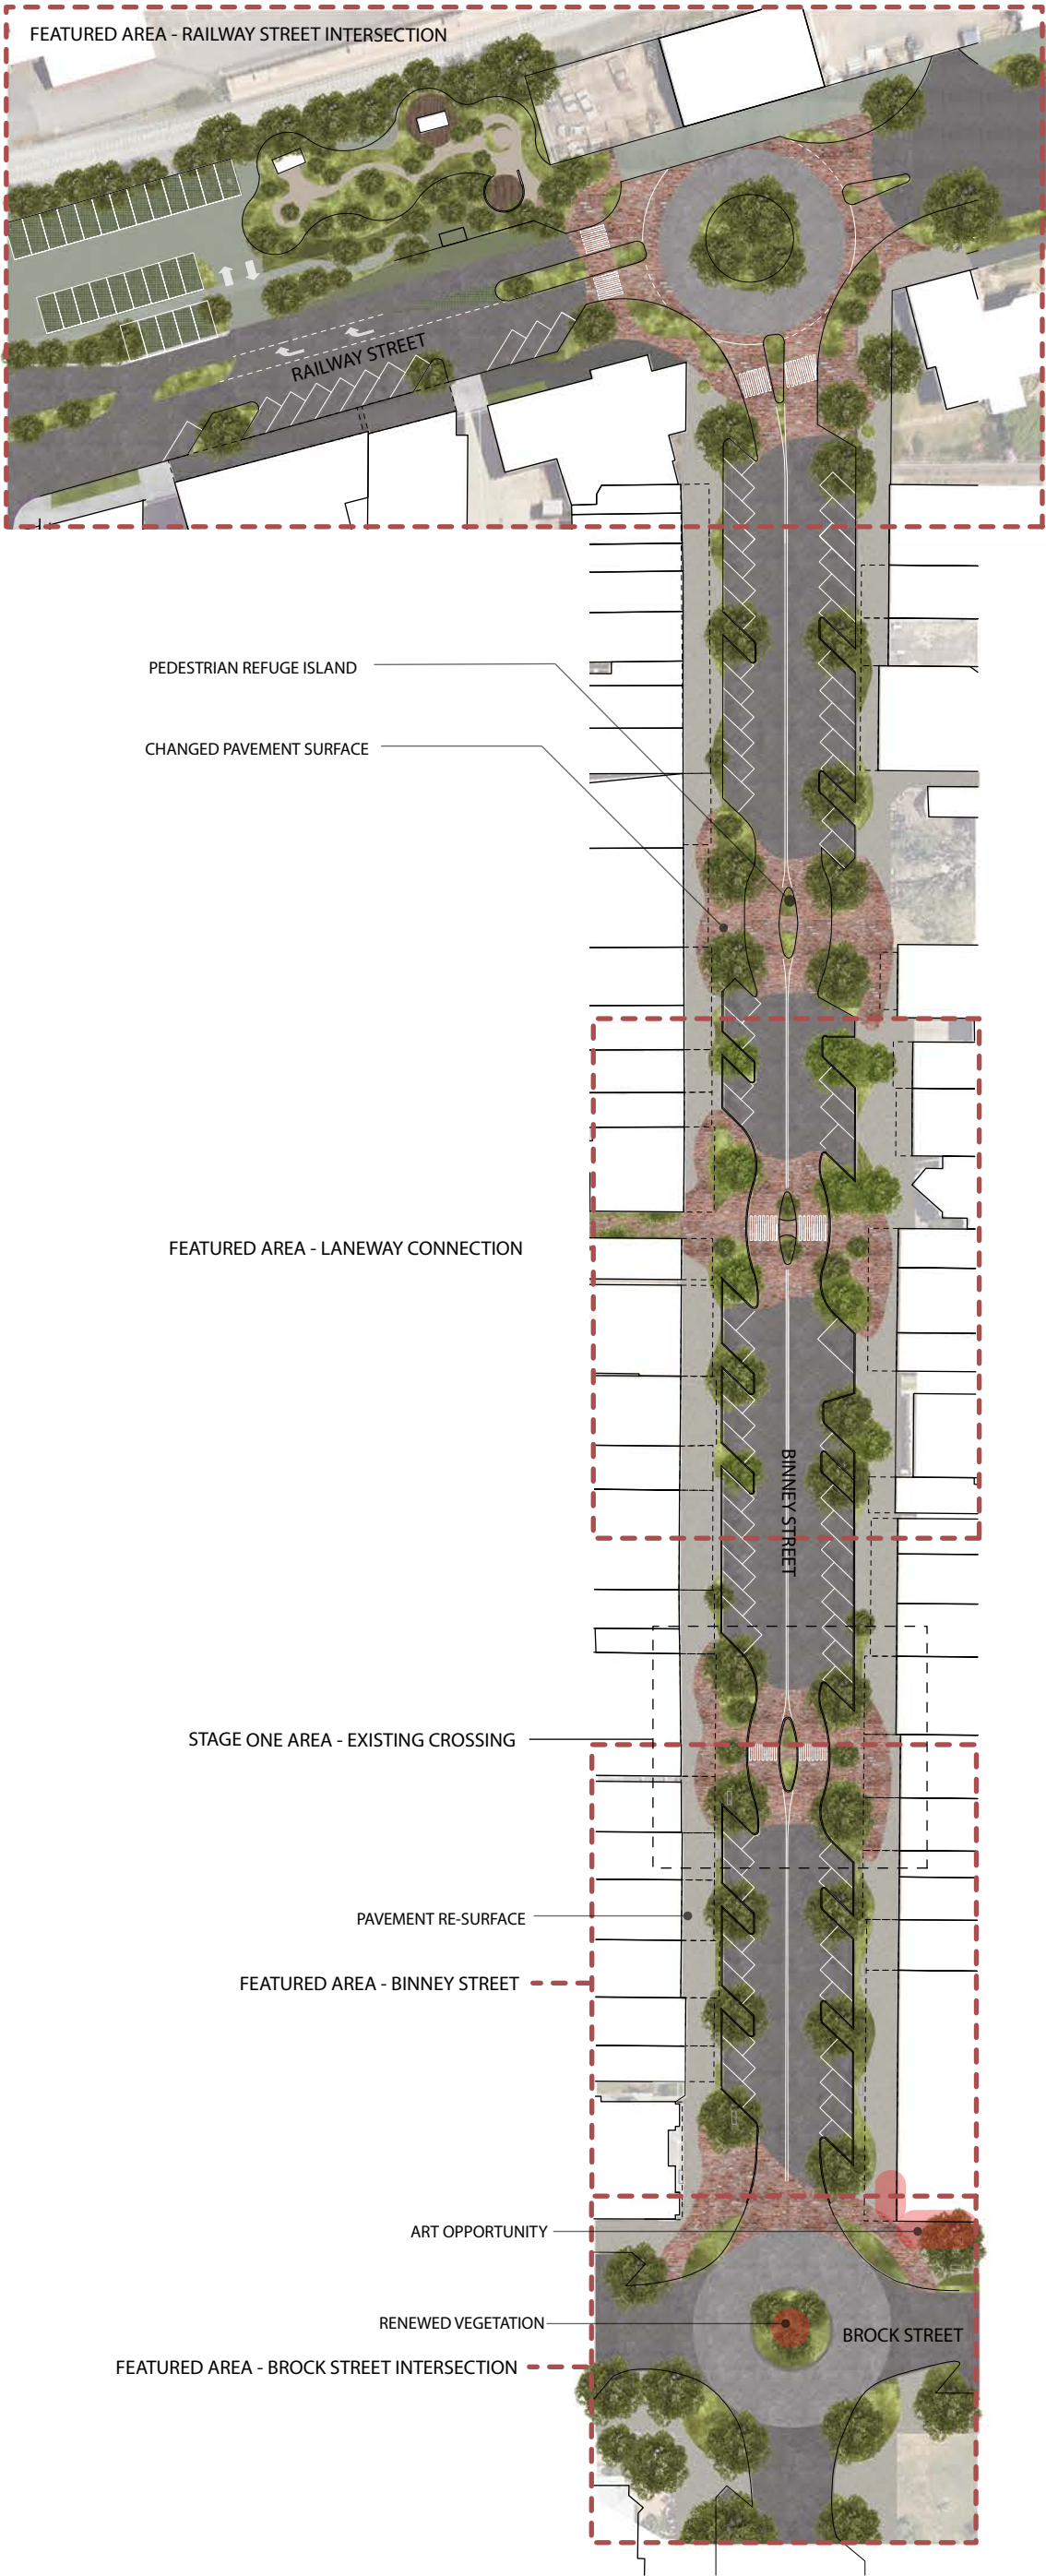 FEATURED AREA - RAILWAY STREET INTERSECTION
RAILWAY STREET
PEDESTRIAN REFUGE ISLAND
CHANGED PAVEMENT SURFACE
FEATURED AREA - LANEWAY CONNECTION
BINNEY STREET
STAGE ONE AREA - EXISTING CROSSING
PAVEMENT RE-SURFACE
FEATURED AREA - BINNEY STREET
ART OPPORTUNITY
RENEWED VEGETATION
BROCK STREET
FEATURED AREA - BROCK STREET INTERSECTION